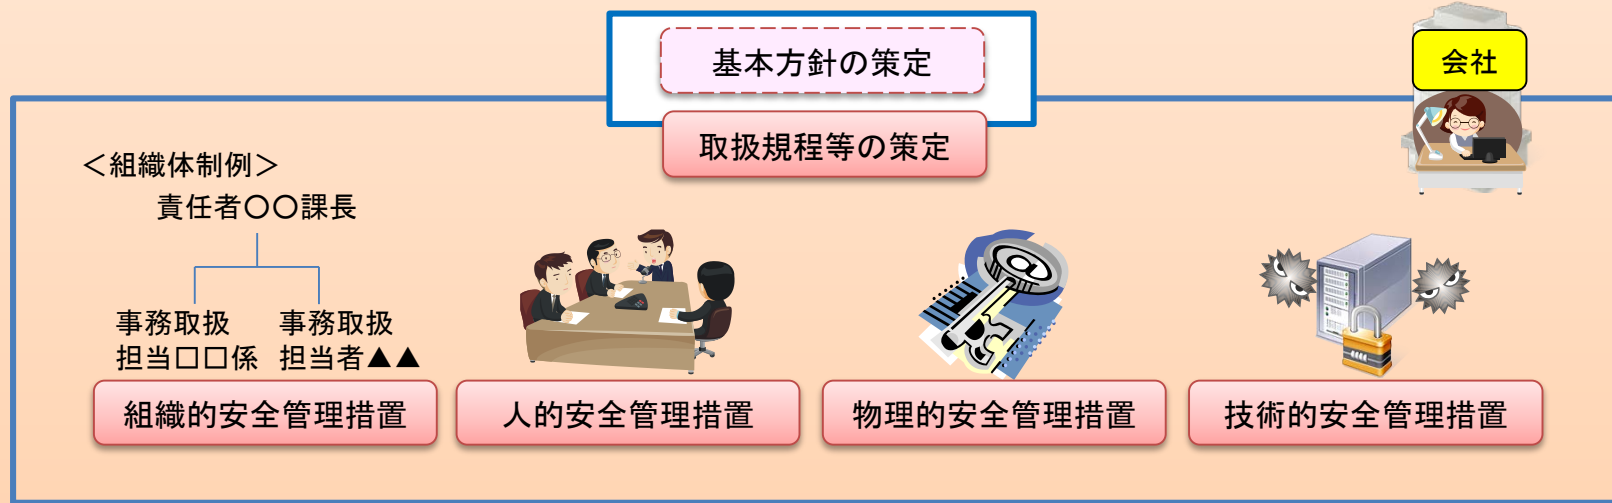 基本方針の策定
会社
取扱規程等の策定
＜組織体制例＞
責任者〇〇課長
事務取扱
担当□□係
事務取扱
担当者▲▲
組織的安全管理措置
人的安全管理措置
物理的安全管理措置
技術的安全管理措置